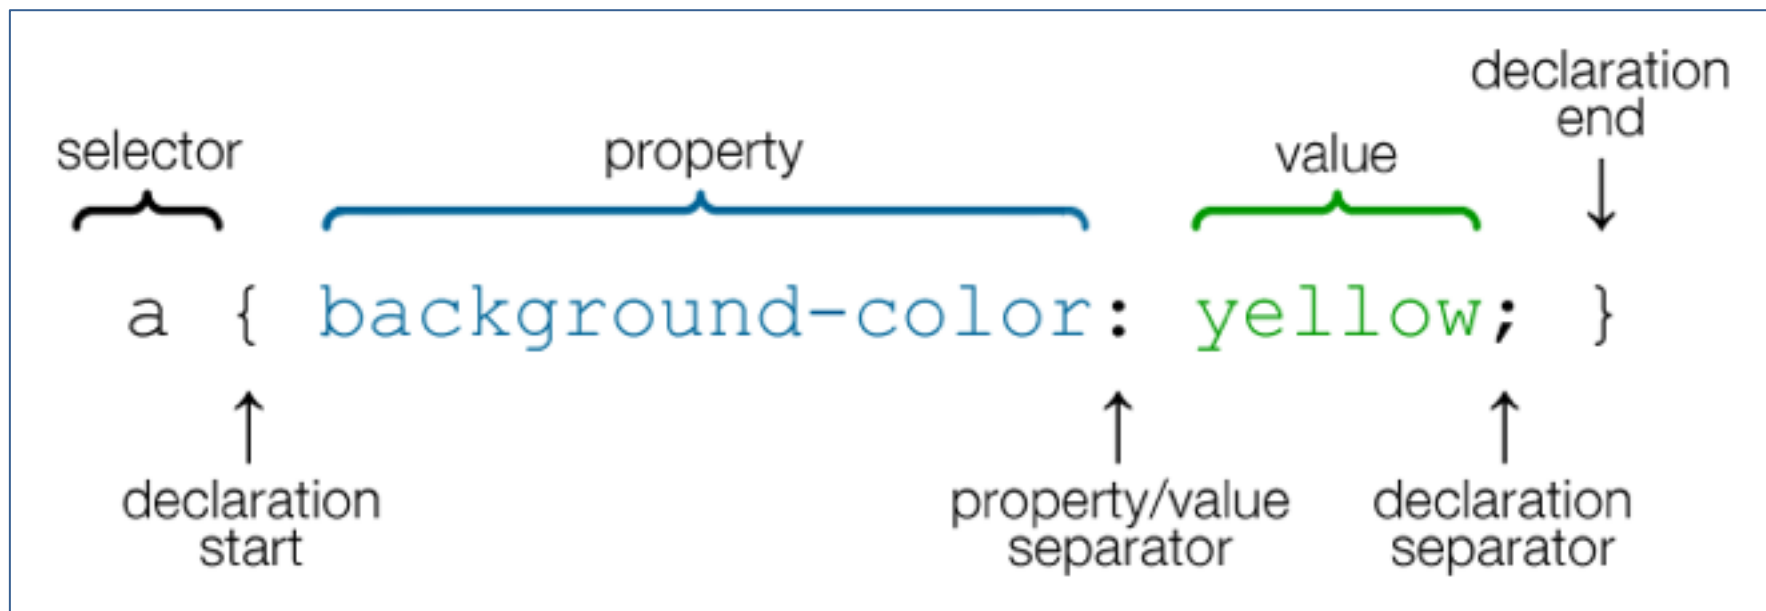 declaration
end
selector
property
value
a { background-color: yellow; }
declaration
start
property/value
separator
declaration
separator